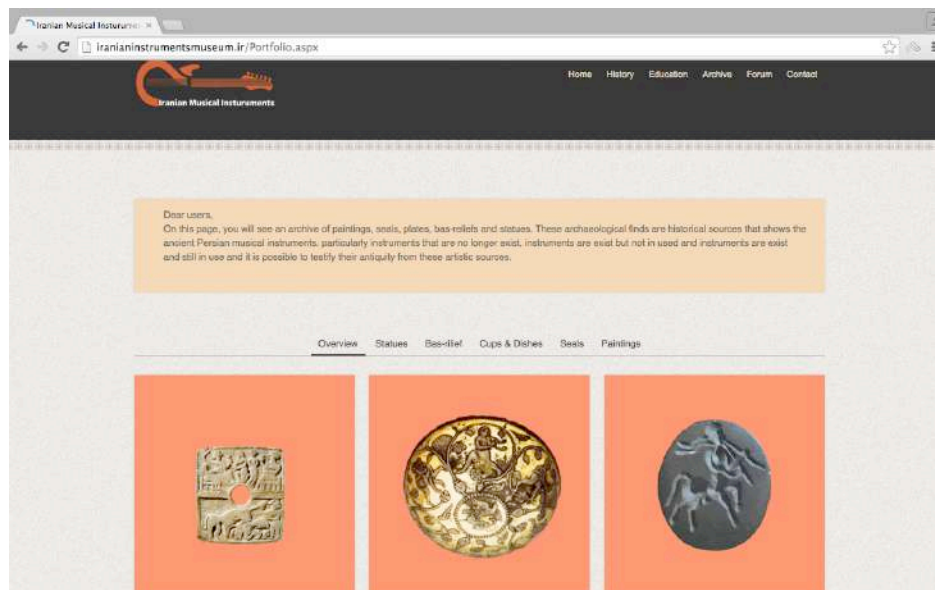 Iranian Musical Insturumen
iranianinstrumentsmuseum.ir/Portfolio.aspx
Iranian Musical Insturuments
Home History Education Archive Forum Contact
Dear users,
On this page, you will see an archive of paintings, seals, plates, bas-reliefs and statues. These archaeological finds are historical sources that shows the
ancient Persian musical instruments, particularly instruments that are no longer exist, instruments are exist but not in used and instruments are exist
and still in use and it is possible to testify their antiquity from these artistic sources.
Overview Statues Bas-rilief Cups & Dishes Seals Paintings